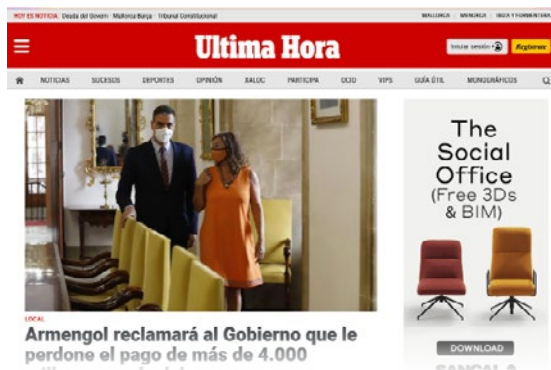 HOY ES NOTICIA: Deuda del Govern · Mallorca Barça · Tribunal Constitucional
MALLORCA | MENORCA | IBIZA Y FORMENTERA
Ultima Hora
Iniciar sesión
Regístrate
NOTICIAS SUCESOS DEPORTES OPINIÓN XALOC PARTICIPA OCIO VIPS GUÍA ÚTIL MONOGRÁFICOS
The
Social
Office
(Free 3Ds
& BIM)
DOWNLOAD
LOCAL
Armengol reclamará al Gobierno que le
perdone el pago de más de 4.000